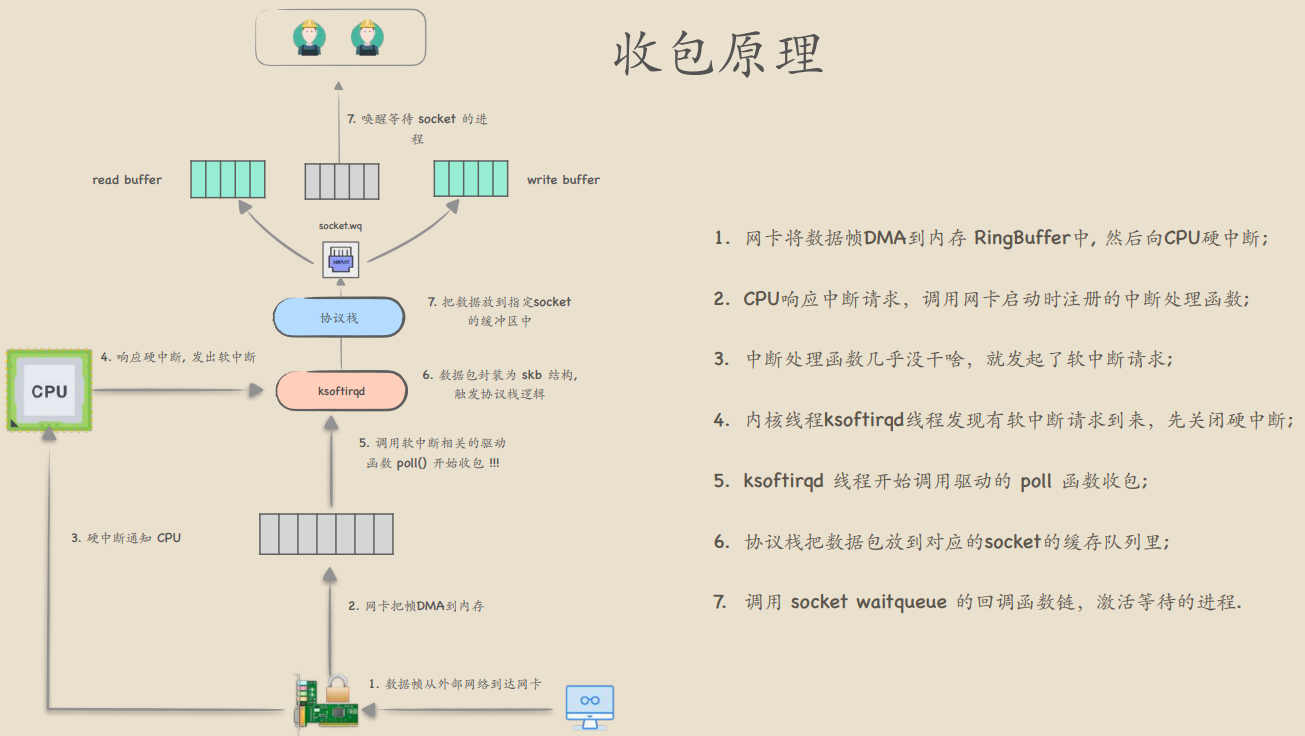 收包原理
7. 唤醒等待 socket 的进
程
read buffer
write buffer
socket.wq
socket
协议栈
7. 把数据放到指定socket
的缓冲区中
4. 响应硬中断, 发出软中断
CPU
ksoftirqd
6. 数据包封装为 skb 结构,
触发协议栈逻辑
5. 调用软中断相关的驱动
函数 poll() 开始收包 !!!
3. 硬中断通知 CPU
2. 网卡把帧DMA到内存
1. 数据帧从外部网络到达网卡
1. 网卡将数据帧DMA到内存 RingBuffer中, 然后向CPU硬中断;
2. CPU响应中断请求，调用网卡启动时注册的中断处理函数;
3. 中断处理函数几乎没干啥，就发起了软中断请求;
4. 内核线程ksoftirqd线程发现有软中断请求到来，先关闭硬中断;
5. ksoftirqd 线程开始调用驱动的 poll 函数收包;
6. 协议栈把数据包放到对应的socket的缓存队列里;
7. 调用 socket waitqueue 的回调函数链，激活等待的进程.